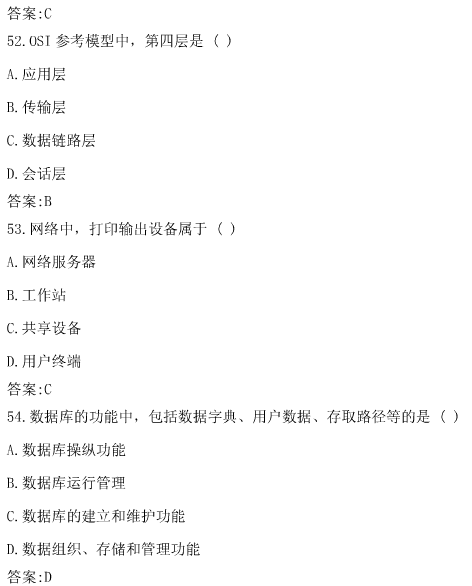 答案:C
52.OSI 参考模型中，第四层是（ ）
A.应用层
B.传输层
C.数据链路层
D.会话层
答案:B
53.网络中，打印输出设备属于（ ）
A.网络服务器
B.工作站
C.共享设备
D.用户终端
答案:C
54.数据库的功能中，包括数据字典、用户数据、存取路径等的是（ ）
A.数据库操纵功能
B.数据库运行管理
C.数据库的建立和维护功能
D.数据组织、存储和管理功能
答案:D